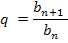 q = b_{n+1} / b_n